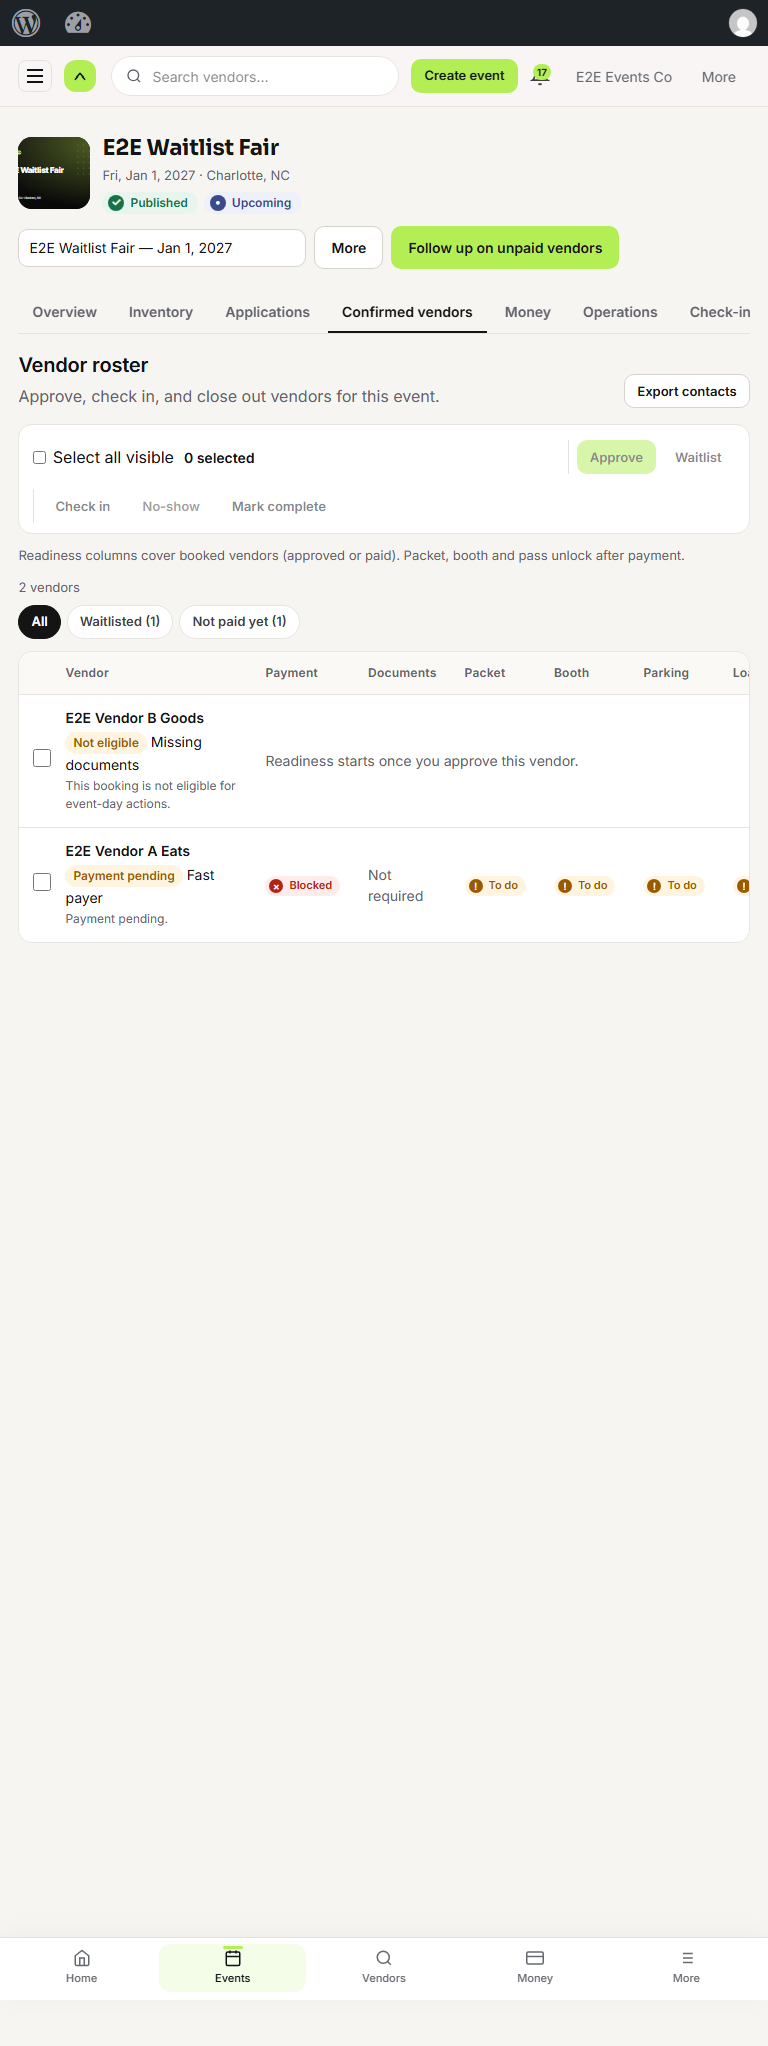 Search vendors...
Create event
17
E2E Events Co
More
Waitlist Fair
E2E Waitlist Fair
Fri, Jan 1, 2027 · Charlotte, NC
Published
Upcoming
E2E Waitlist Fair — Jan 1, 2027
More
Follow up on unpaid vendors
Overview
Inventory
Applications
Confirmed vendors
Money
Operations
Check-in
Vendor roster
Approve, check in, and close out vendors for this event.
Export contacts
Select all visible
0 selected
Approve
Waitlist
Check in
No-show
Mark complete
Readiness columns cover booked vendors (approved or paid). Packet, booth and pass unlock after payment.
2 vendors
All
Waitlisted (1)
Not paid yet (1)
Vendor
Payment
Documents
Packet
Booth
Parking
E2E Vendor B Goods
Not eligible Missing
documents
This booking is not eligible for
event-day actions.
Readiness starts once you approve this vendor.
E2E Vendor A Eats
Payment pending Fast
payer
Payment pending.
Blocked
Not
required
To do
To do
To do
Home
Events
Vendors
Money
More